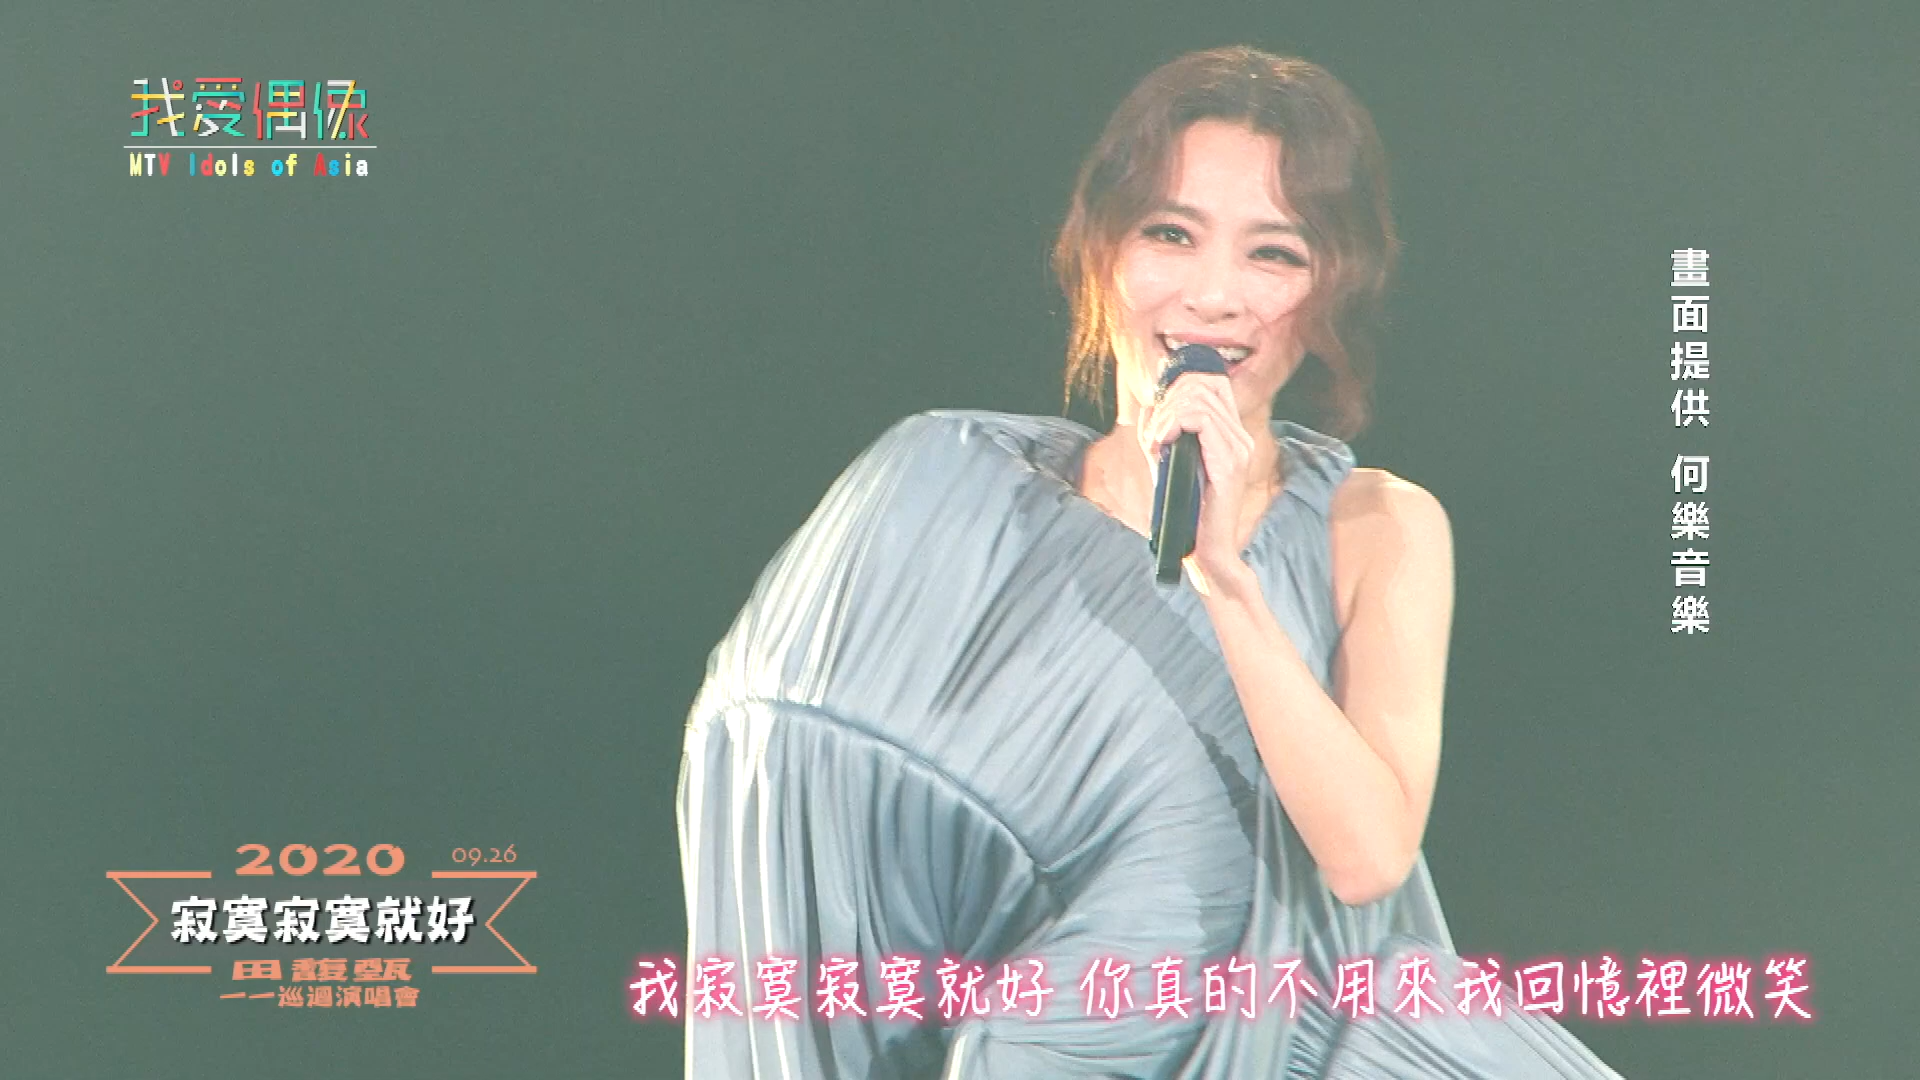 我愛偶像
MTV Idols of Asia
畫面提供 何樂音樂
2020 09.26
寂寞寂寞就好
田馥甄
一一巡迴演唱會
我寂寞寂寞就好 你真的不用來我回憶裡微笑